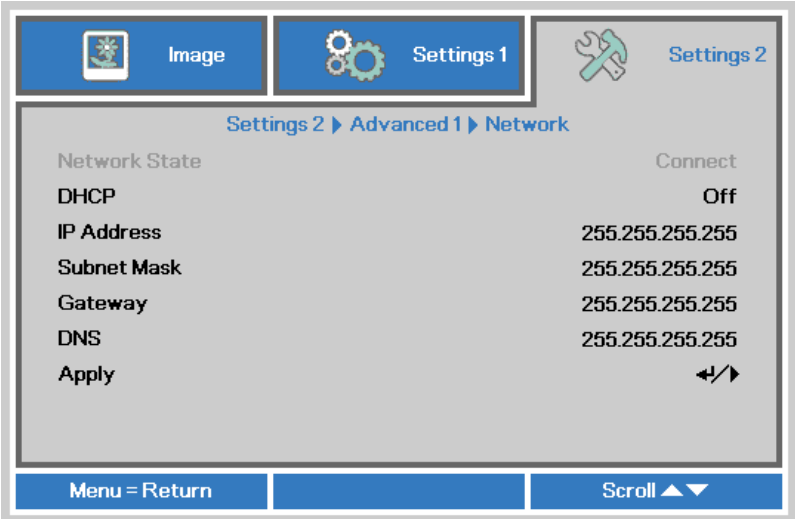 Image Settings 1 Settings 2
Settings 2 Advanced 1 Network
Network State Connect
DHCP Off
IP Address 255.255.255.255
Subnet Mask 255.255.255.255
Gateway 255.255.255.255
DNS 255.255.255.255
Apply
Menu = Return Scroll